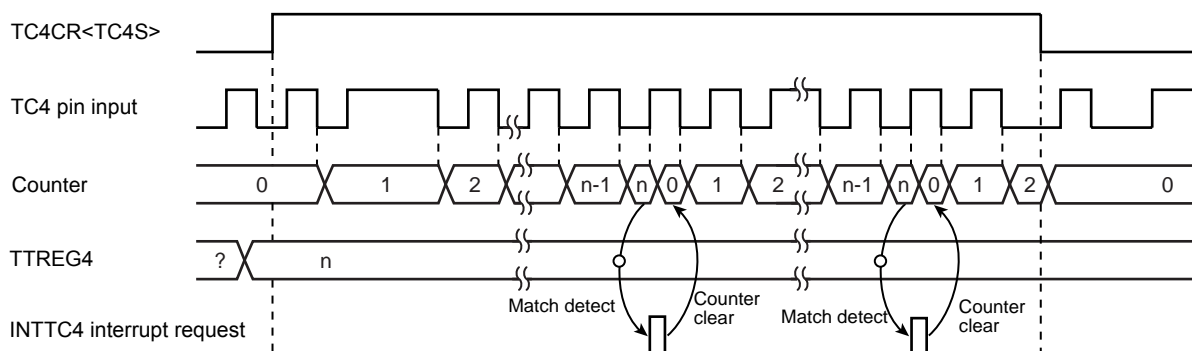 TC4CR<TC4S>
TC4 pin input
Counter
0 1 2 n-1 n 0 1 2 n-1 n 0 1 2 0
TTREG4
? n
Match detect Counter clear Match detect Counter clear
INTTC4 interrupt request